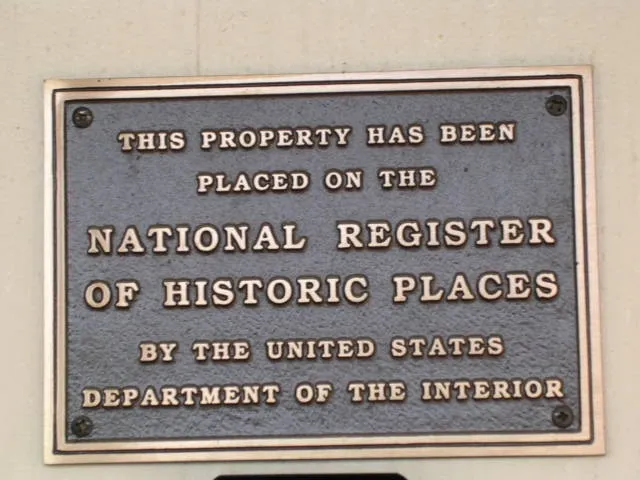 THIS PROPERTY HAS BEEN
PLACED ON THE
NATIONAL REGISTER
OF HISTORIC PLACES
BY THE UNITED STATES
DEPARTMENT OF THE INTERIOR